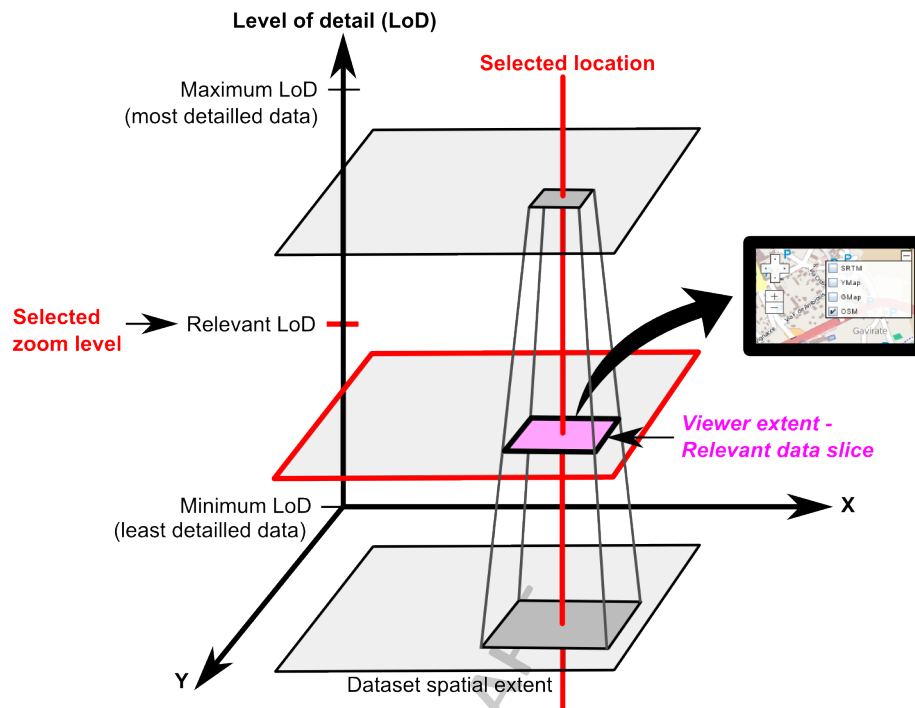 Level of detail (LoD)
Maximum LoD
(most detailled data)
Selected location
SRTM
YMap
GMap
OSM
Gavirate
Selected
zoom level
Relevant LoD
Viewer extent -
Relevant data slice
Minimum LoD
(least detailled data)
X
Y
Dataset spatial extent